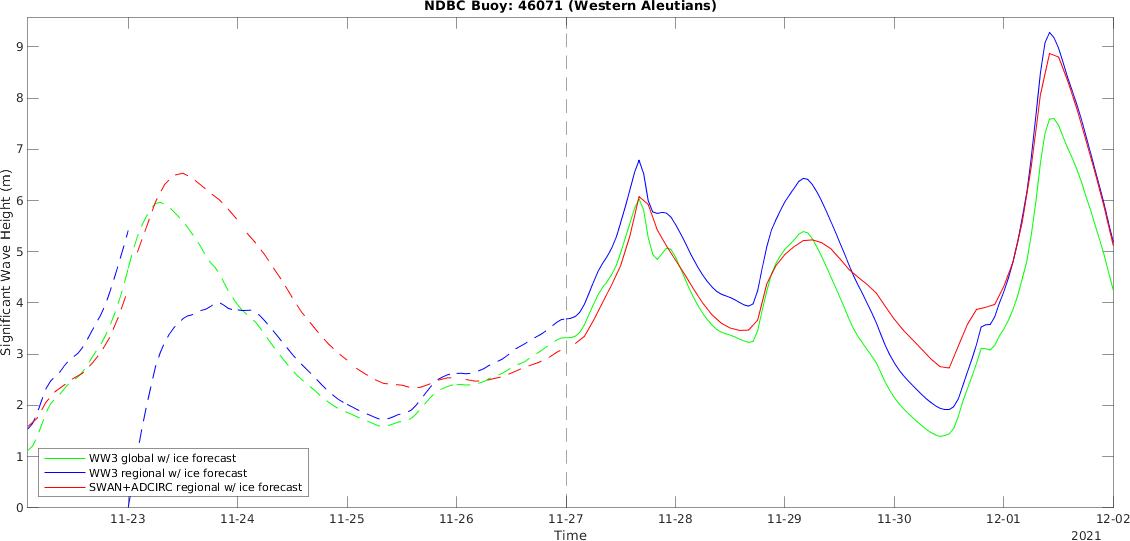 NDBC Buoy: 46071 (Western Aleutians)
Significant Wave Height (m)
9
8
7
6
5
4
3
2
1
0
WW3 global w/ ice forecast
WW3 regional w/ ice forecast
SWAN+ADCIRC regional w/ ice forecast
11-23 11-24 11-25 11-26 11-27 11-28 11-29 11-30 12-01 12-02
Time
2021